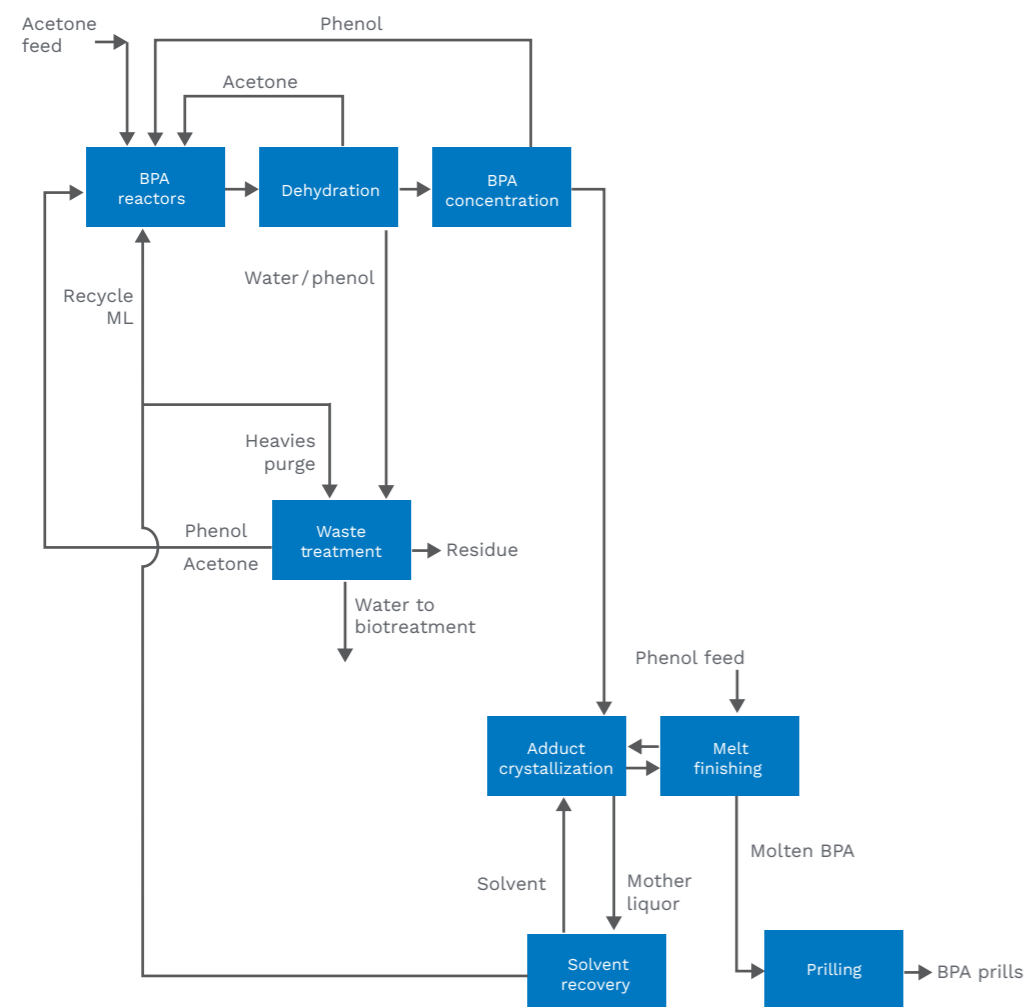 Acetone
feed
Phenol
Acetone
BPA
reactors
Dehydration
BPA
concentration
Water/phenol
Recycle
ML
Heavies
purge
Phenol
Acetone
Waste
treatment
Residue
Water to
biotreatment
Phenol feed
Adduct
crystallization
Melt
finishing
Molten BPA
Solvent
Mother
liquor
Solvent
recovery
Prilling
BPA prills